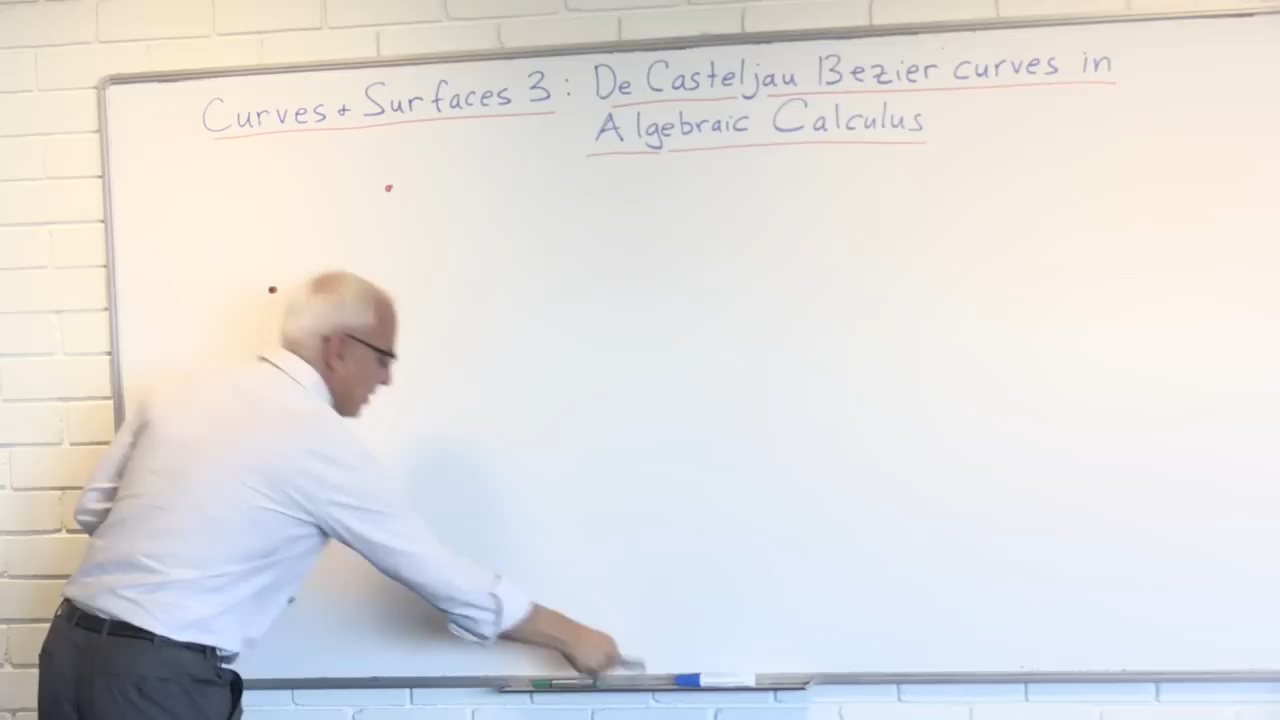 Curves + Surfaces 3 : De Casteljau Bezier curves in
Algebraic Calculus